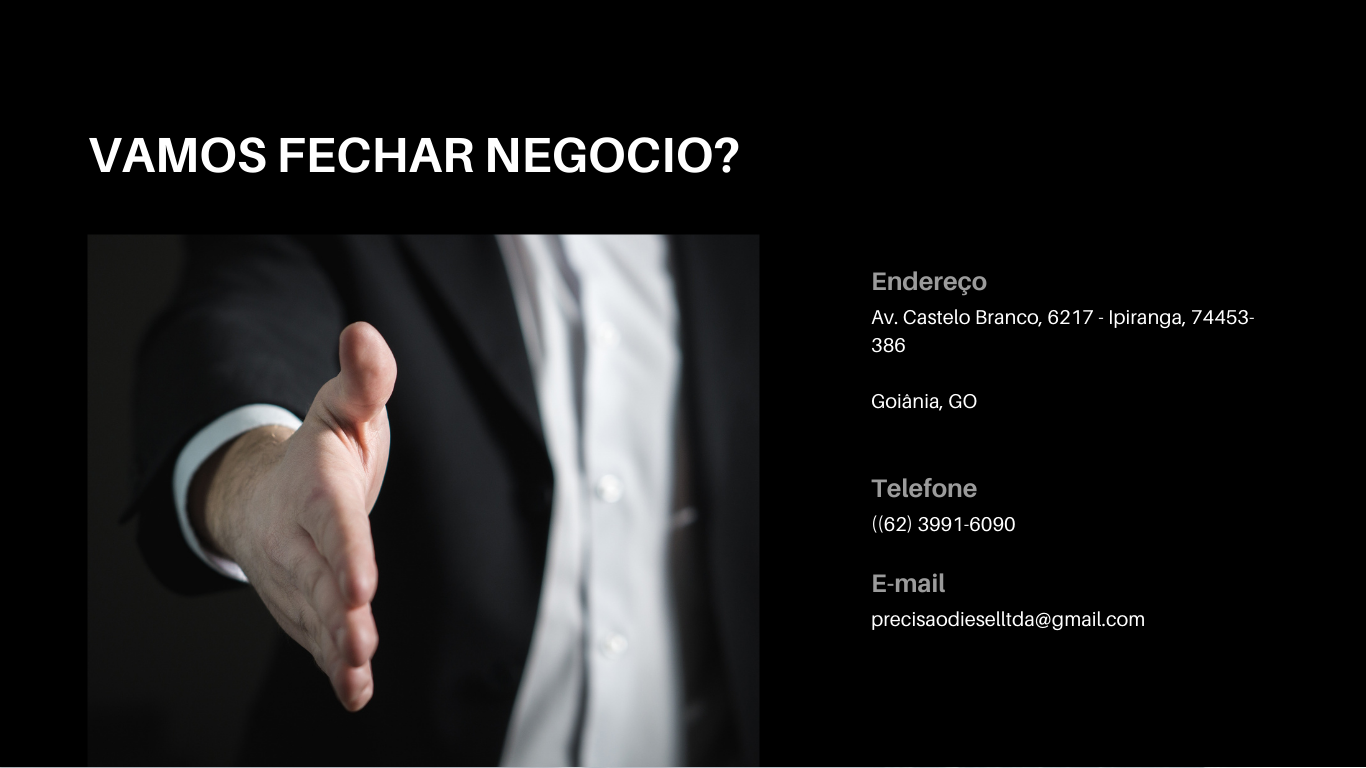 VAMOS FECHAR NEGOCIO?
Endereço
Av. Castelo Branco, 6217 - Ipiranga, 74453-
386
Goiânia, GO
Telefone
((62) 3991-6090
E-mail
precisaodieselltda@gmail.com